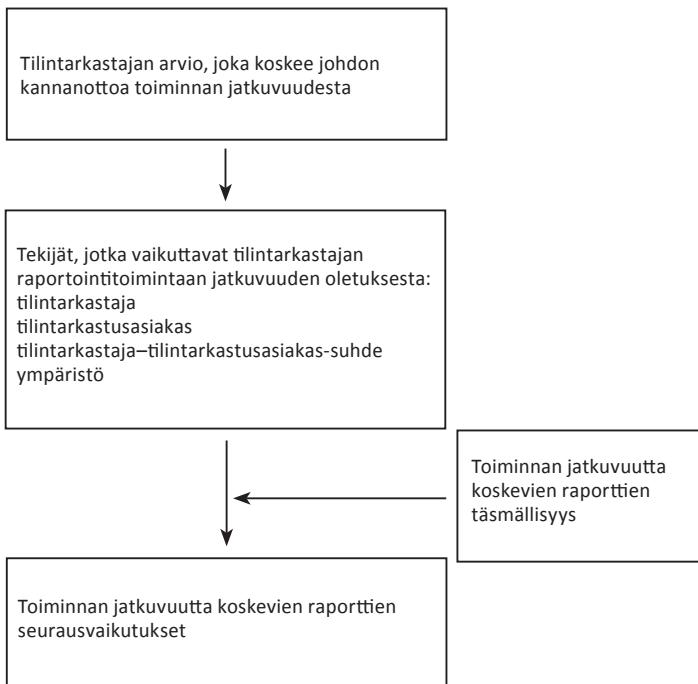 Tilintarkastajan arvio, joka koskee johdon
kannanottoa toiminnan jatkuvuudesta
Tekijät, jotka vaikuttavat tilintarkastajan
raportointitoimintaan jatkuvuuden oletuksesta:
tilintarkastaja
tilintarkastusasiakas
tilintarkastaja–tilintarkastusasiakas-suhde
ympäristö
Toiminnan jatkuvuutta
koskevien raporttien
täsmällisyys
Toiminnan jatkuvuutta koskevien raporttien
seurausvaikutukset